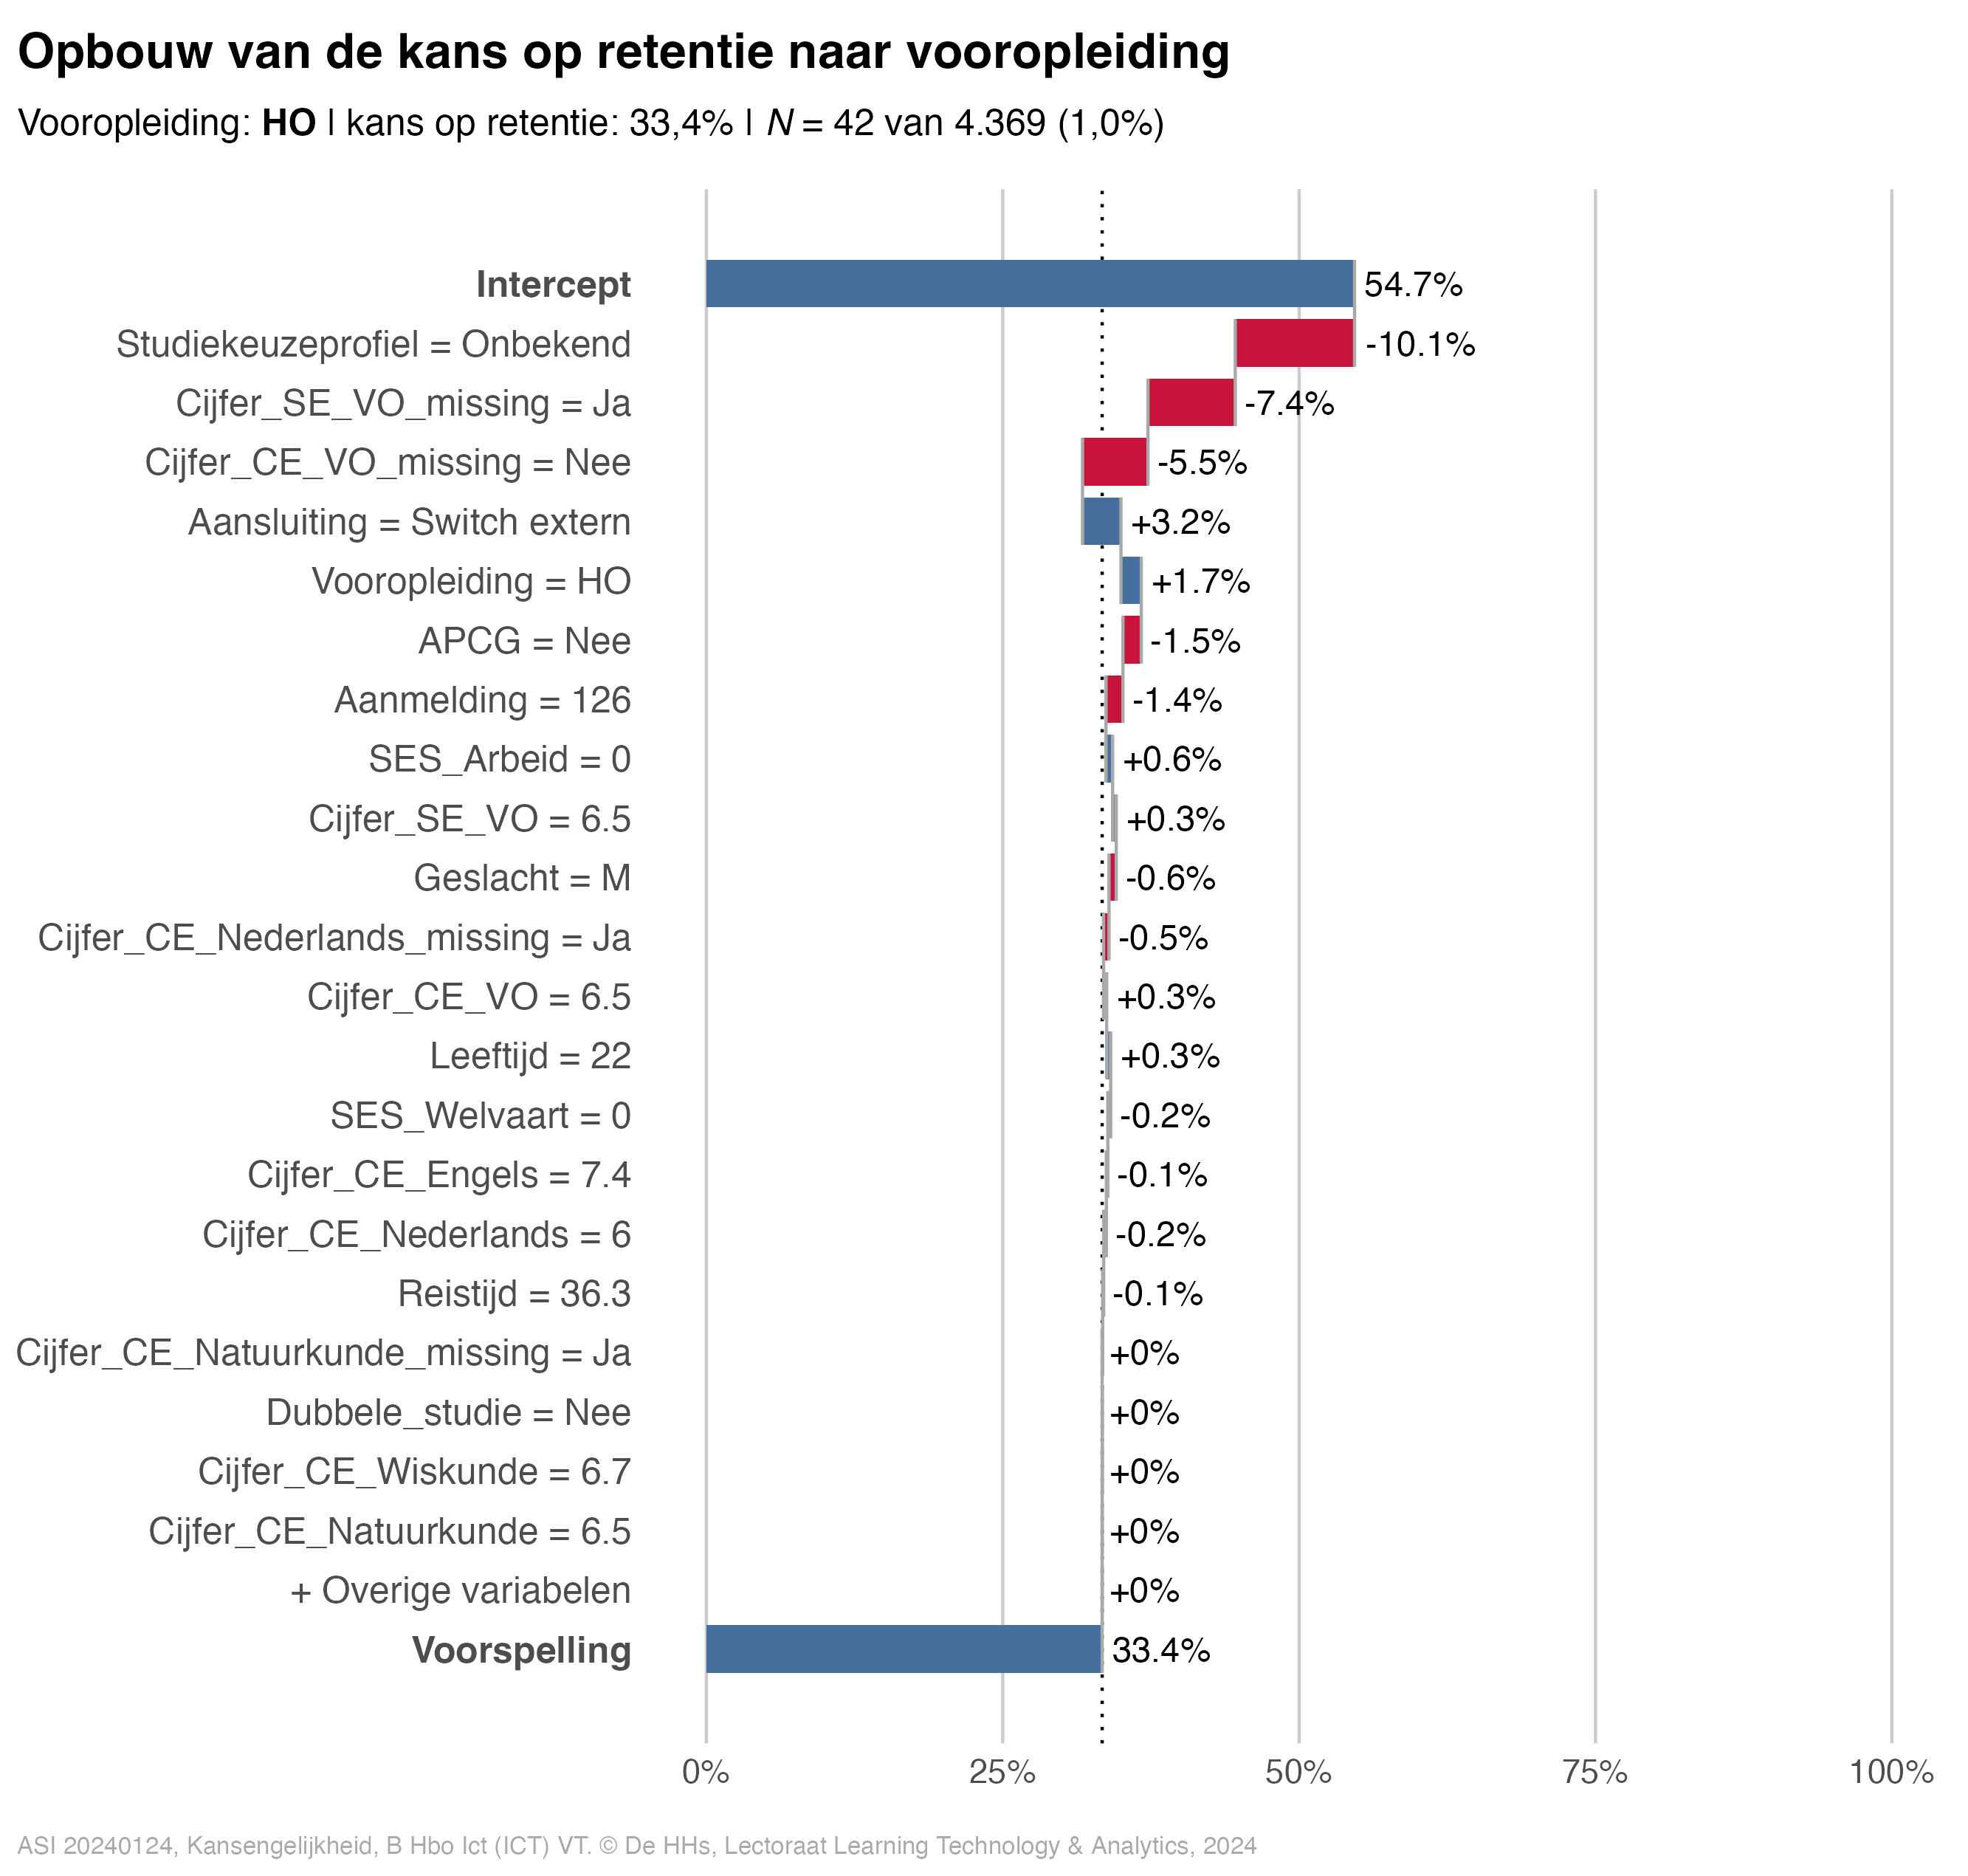 Opbouw van de kans op retentie naar vooropleiding
Vooropleiding: HO | kans op retentie: 33,4% | N = 42 van 4.369 (1,0%)
Intercept 54.7%
Studiekeuzeprofiel = Onbekend -10.1%
Cijfer_SE_VO_missing = Ja -7.4%
Cijfer_CE_VO_missing = Nee -5.5%
Aansluiting = Switch extern +3.2%
Vooropleiding = HO +1.7%
APCG = Nee -1.5%
Aanmelding = 126 -1.4%
SES_Arbeid = 0 +0.6%
Cijfer_SE_VO = 6.5 +0.3%
Geslacht = M -0.6%
Cijfer_CE_Nederlands_missing = Ja -0.5%
Cijfer_CE_VO = 6.5 +0.3%
Leeftijd = 22 +0.3%
SES_Welvaart = 0 -0.2%
Cijfer_CE_Engels = 7.4 -0.1%
Cijfer_CE_Nederlands = 6 -0.2%
Reistijd = 36.3 -0.1%
Cijfer_CE_Natuurkunde_missing = Ja +0%
Dubbele_studie = Nee +0%
Cijfer_CE_Wiskunde = 6.7 +0%
Cijfer_CE_Natuurkunde = 6.5 +0%
+ Overige variabelen +0%
Voorspelling 33.4%
0% 25% 50% 75% 100%
ASI 20240124, Kansengelijkheid, B Hbo Ict (ICT) VT. © De HHs, Lectoraat Learning Technology & Analytics, 2024